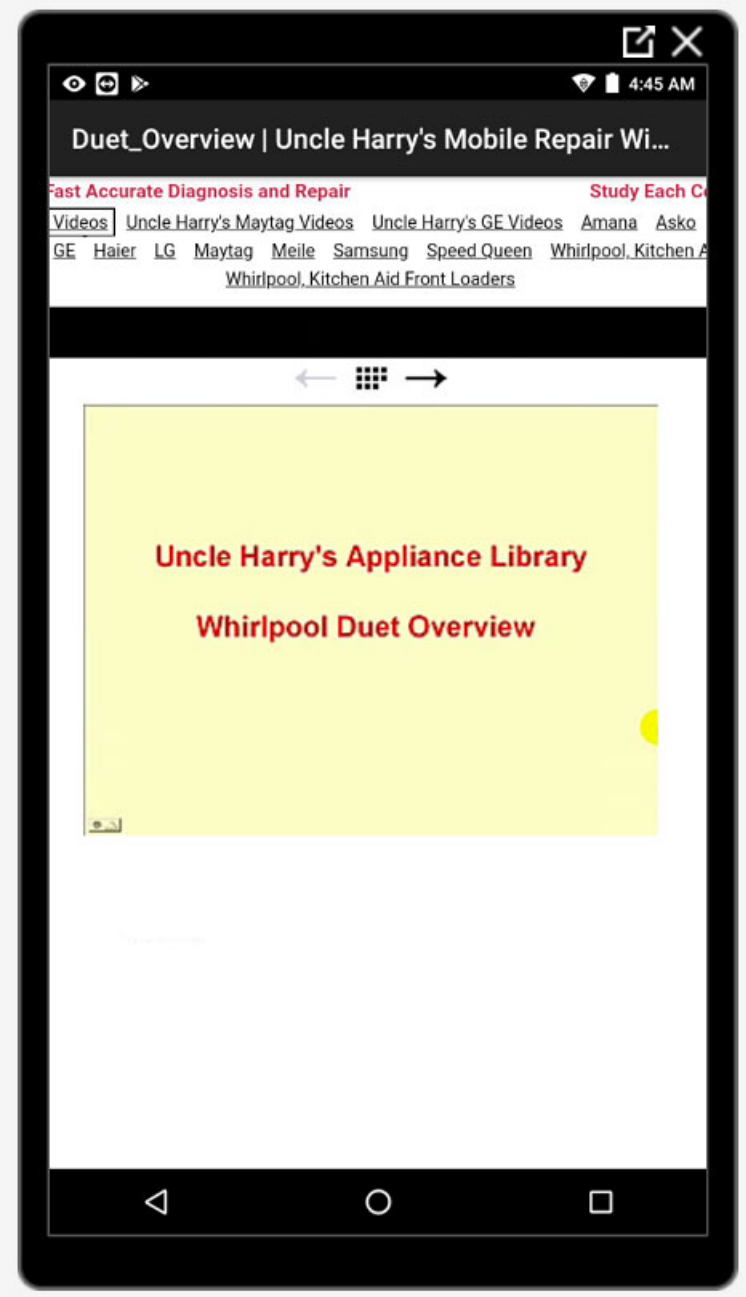 4:45 AM
Duet_Overview | Uncle Harry's Mobile Repair Wi...
Fast Accurate Diagnosis and Repair Study Each
Videos Uncle Harry's Maytag Videos Uncle Harry's GE Videos Amana Asko
GE Haier LG Maytag Meile Samsung Speed Queen Whirlpool, Kitchen A
Whirlpool, Kitchen Aid Front Loaders
Uncle Harry's Appliance Library
Whirlpool Duet Overview